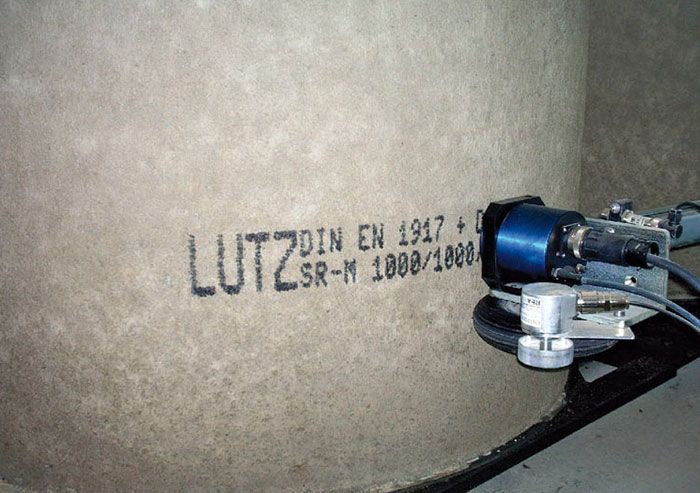 LUTZ
DIN EN 1917 + D
SR-M 1000/1000